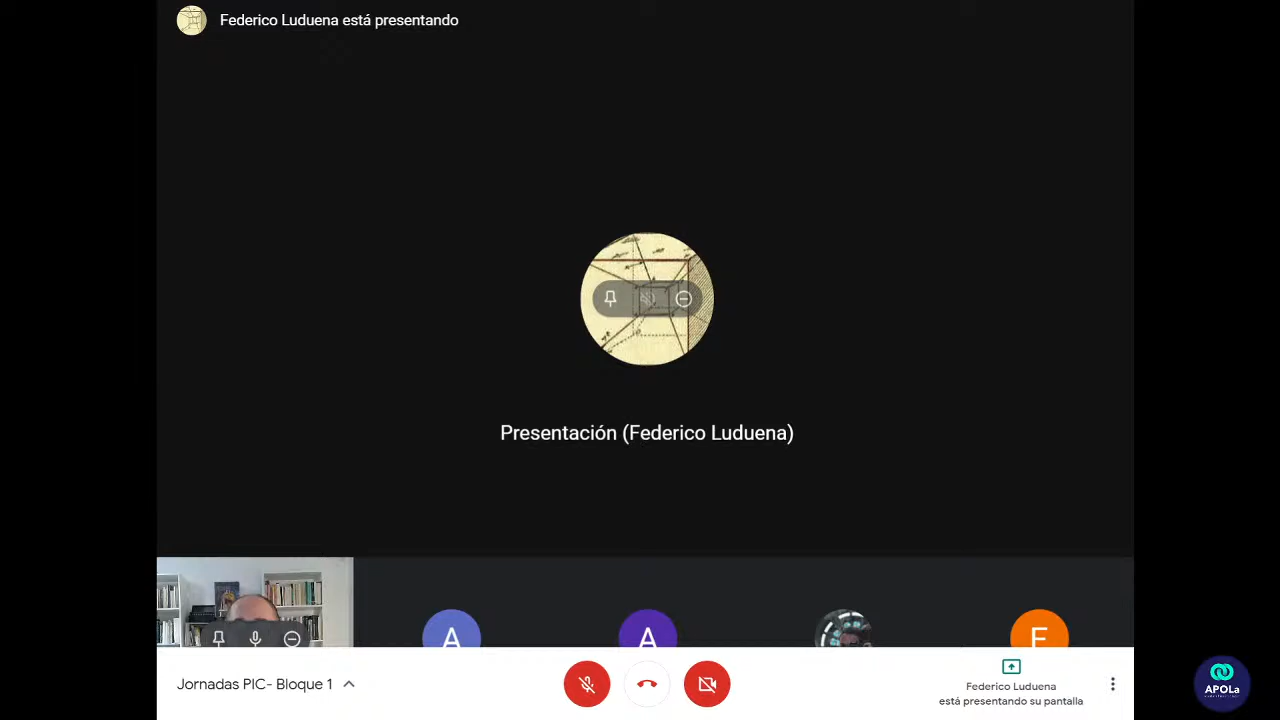 Federico Luduena está presentando
Presentación (Federico Luduena)
A
A
F
Jornadas PIC- Bloque 1
Federico Luduena
está presentando su pantalla
APOLa